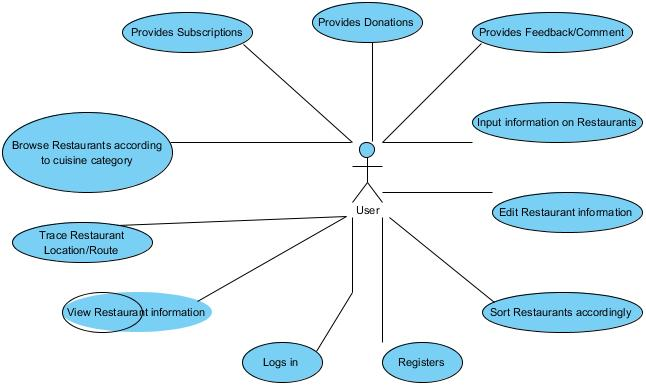 Provides Subscriptions
Provides Donations
Provides Feedback/Comment
Input information on Restaurants
Browse Restaurants according
to cuisine category
User
Edit Restaurant information
Trace Restaurant
Location/Route
View Restaurant information
Sort Restaurants accordingly
Logs in
Registers